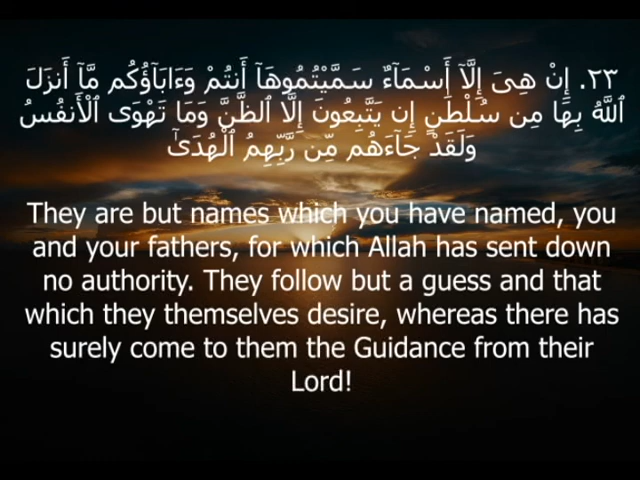 ٢٣. إِنْ هِىَ إِلَّآ أَسْمَآءٌ سَمَّيْتُمُوهَآ أَنتُمْ وَءَابَآؤُكُم مَّآ أَنزَلَ
ٱللَّهُ بِهَا مِن سُلْطَٰنٍ إِن يَتَّبِعُونَ إِلَّا ٱلظَّنَّ وَمَا تَهْوَى ٱلْأَنفُسُ
وَلَقَدْ جَآءَهُم مِّن رَّبِّهِمُ ٱلْهُدَىٰٓ
They are but names which you have named, you
and your fathers, for which Allah has sent down
no authority. They follow but a guess and that
which they themselves desire, whereas there has
surely come to them the Guidance from their
Lord!